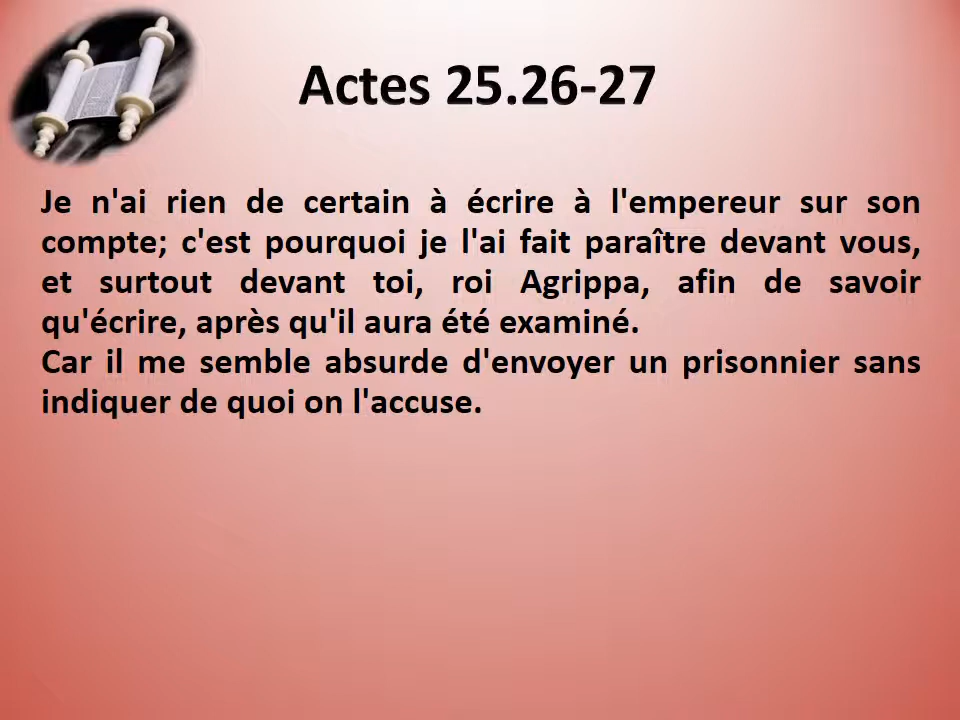 Actes 25.26-27
Je n'ai rien de certain à écrire à l'empereur sur son
compte; c'est pourquoi je l'ai fait paraître devant vous,
et surtout devant toi, roi Agrippa, afin de savoir
qu'écrire, après qu'il aura été examiné.
Car il me semble absurde d'envoyer un prisonnier sans
indiquer de quoi on l'accuse.